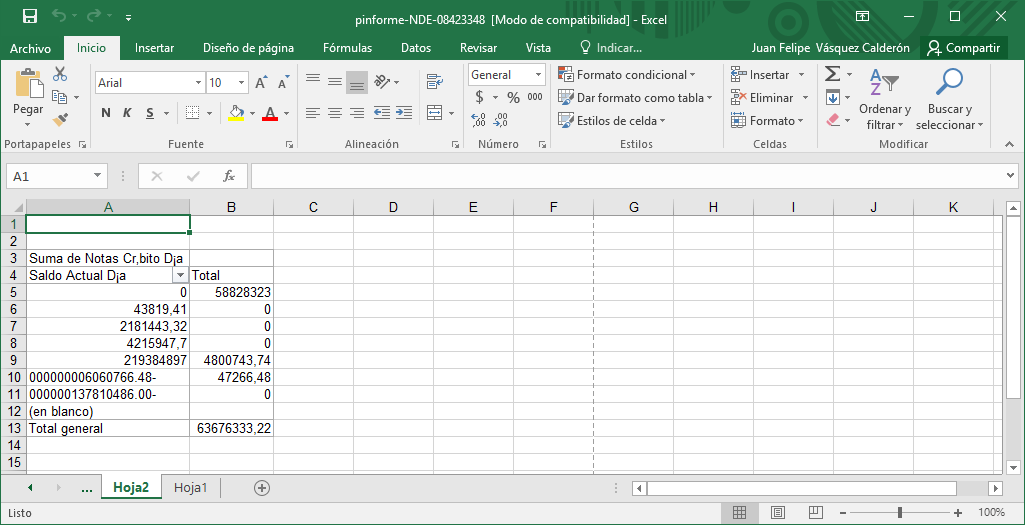 pinforme-NDE-08423348 [Modo de compatibilidad] - Excel
Archivo Inicio Insertar Diseño de página Fórmulas Datos Revisar Vista Indicar... Juan Felipe Vásquez Calderón Compartir
Pegar
Arial 10
N K S
General
$ % 000
Formato condicional
Dar formato como tabla
Estilos de celda
Insertar
Eliminar
Formato
Ordenar y filtrar
Buscar y seleccionar
Portapapeles Fuente Alineación Número Estilos Celdas Modificar
A1 fx
A B C D E F G H I J K
1
2
3 Suma de Notas Cr,bito D¡a
4 Saldo Actual D¡a Total
5 0 58828323
6 43819,41 0
7 2181443,32 0
8 4215947,7 0
9 219384897 4800743,74
10 000000006060766.48- 47266,48
11 000000137810486.00- 0
12 (en blanco)
13 Total general 63676333,22
14
15
... Hoja2 Hoja1
Listo 100%